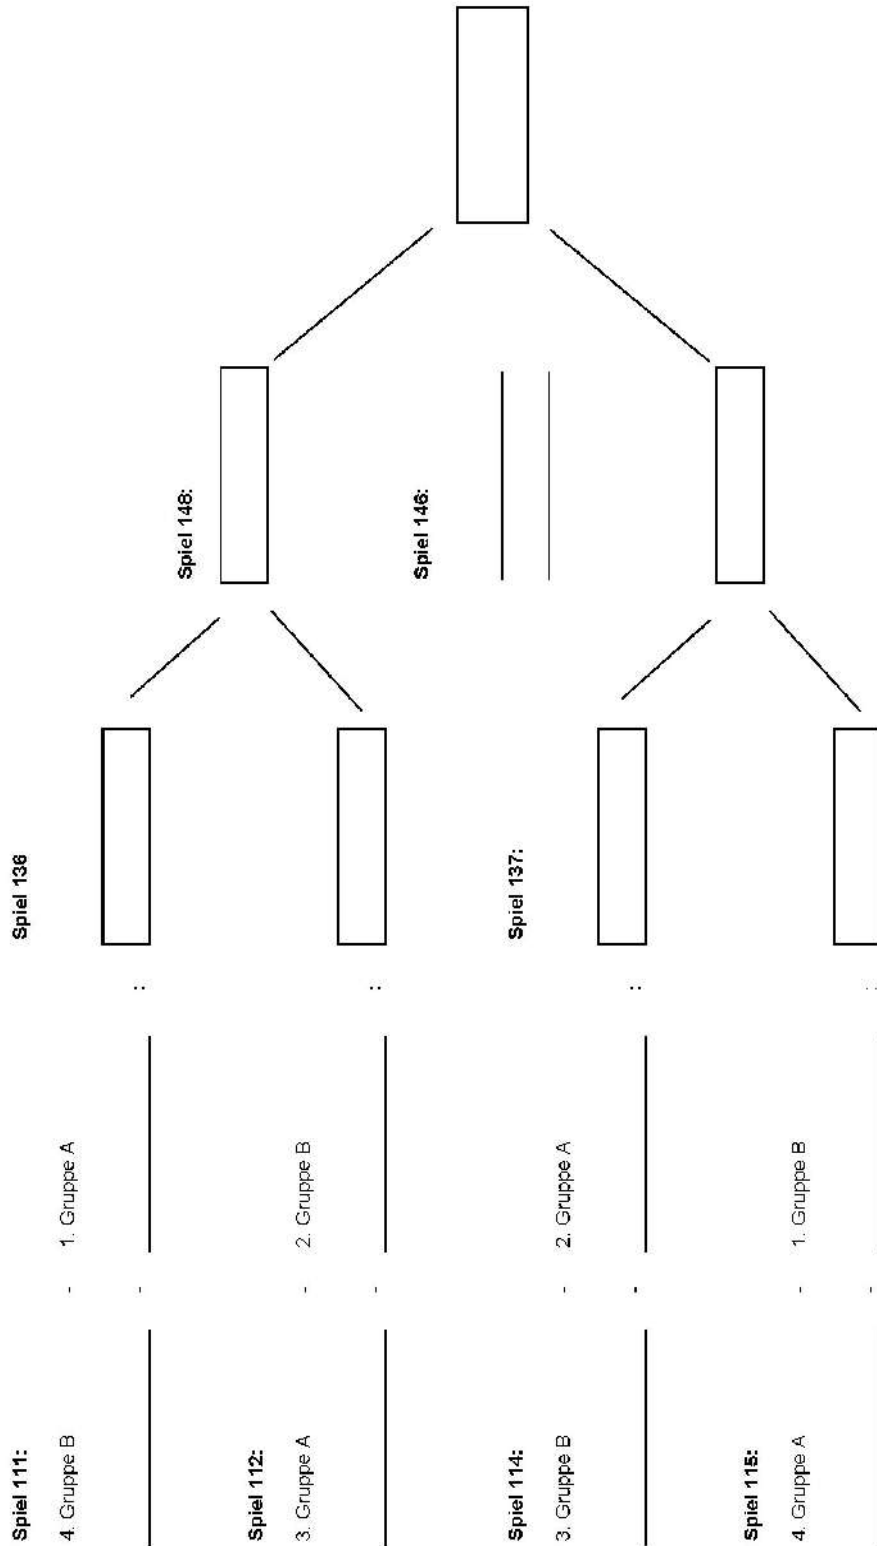 Spiel 111:
4. Gruppe B - 1. Gruppe A
- :
Spiel 136
Spiel 112:
3. Gruppe A - 2. Gruppe B
- :
Spiel 148:
Spiel 146:
Spiel 114:
3. Gruppe B - 2. Gruppe A
- :
Spiel 137:
Spiel 115:
4. Gruppe A - 1. Gruppe B
- :